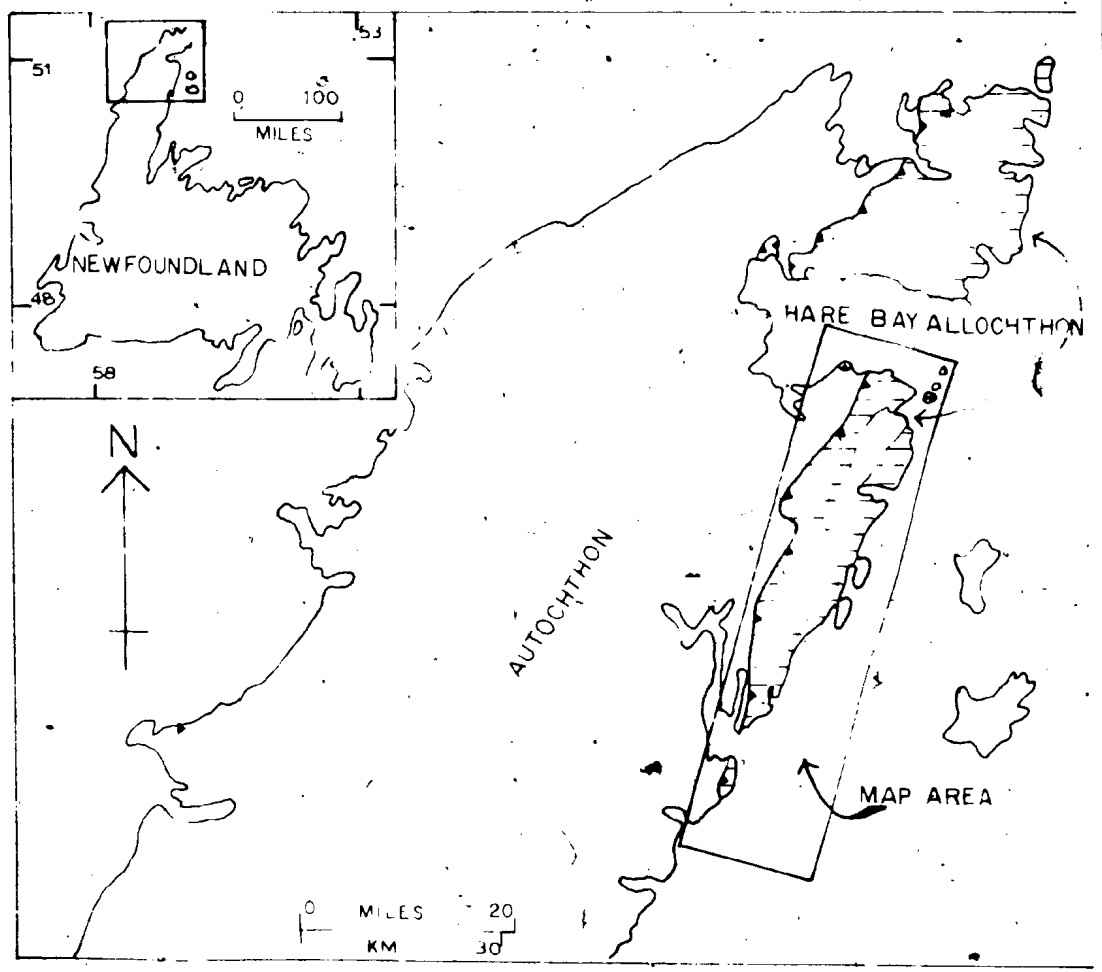 53
51
0 100
MILES
NEWFOUNDLAND
48
58
HARE BAY ALLOCHTHON
N
AUTOCHTHON
MAP AREA
0 MILES 20
KM 30